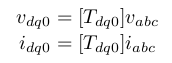 v_{dq0} = [T_{dq0}]v_{abc}
i_{dq0} = [T_{dq0}]i_{abc}